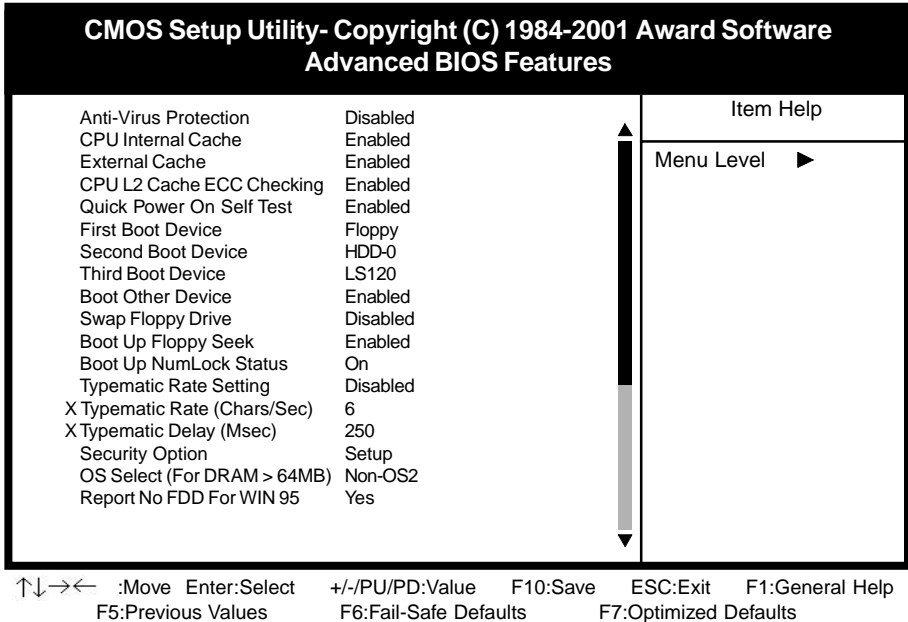 CMOS Setup Utility- Copyright (C) 1984-2001 Award Software
Advanced BIOS Features
Anti-Virus Protection Disabled
CPU Internal Cache Enabled
External Cache Enabled
CPU L2 Cache ECC Checking Enabled
Quick Power On Self Test Enabled
First Boot Device Floppy
Second Boot Device HDD-0
Third Boot Device LS120
Boot Other Device Enabled
Swap Floppy Drive Disabled
Boot Up Floppy Seek Enabled
Boot Up NumLock Status On
Typematic Rate Setting Disabled
X Typematic Rate (Chars/Sec) 6
X Typematic Delay (Msec) 250
Security Option Setup
OS Select (For DRAM > 64MB) Non-OS2
Report No FDD For WIN 95 Yes
Item Help
Menu Level ►
↑↓→← :Move Enter:Select +/-/PU/PD:Value F10:Save ESC:Exit F1:General Help
F5:Previous Values F6:Fail-Safe Defaults F7:Optimized Defaults